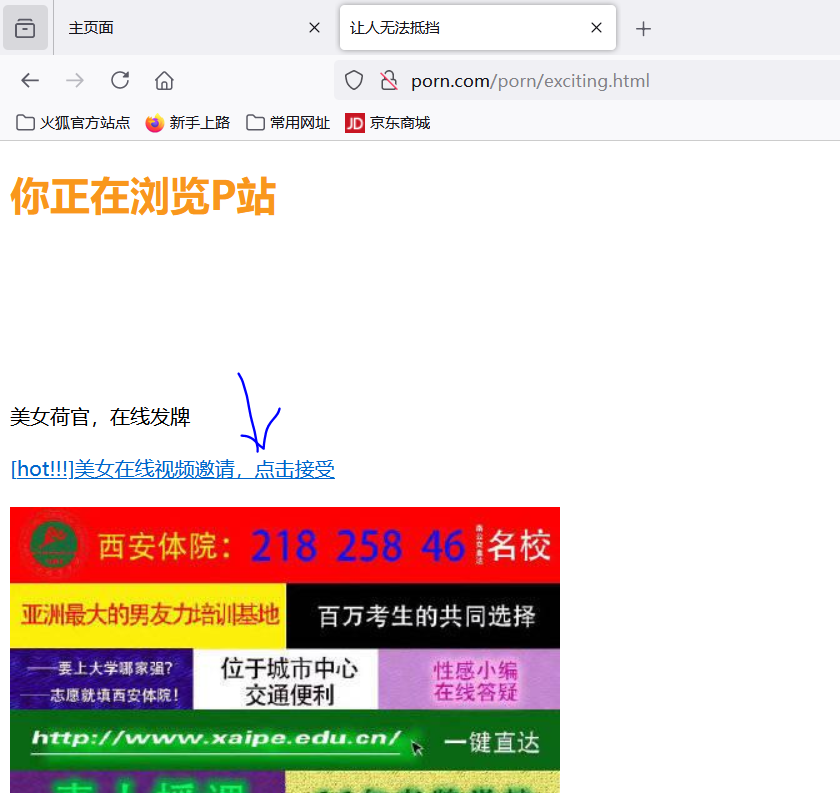 主页面
让人无法抵挡
porn.com/porn/exciting.html
火狐官方站点 新手上路 常用网址 JD 京东商城
你正在浏览P站
美女荷官，在线发牌
[hot!!!]美女在线视频邀请，点击接受
西安体院：218 258 46 名校
亚洲最大的男友力培训基地 百万考生的共同选择
——要上大学哪家强？
——志愿就填西安体院！
位于城市中心
交通便利
性感小编
在线答疑
http://www.xaipe.edu.cn/ 一键直达